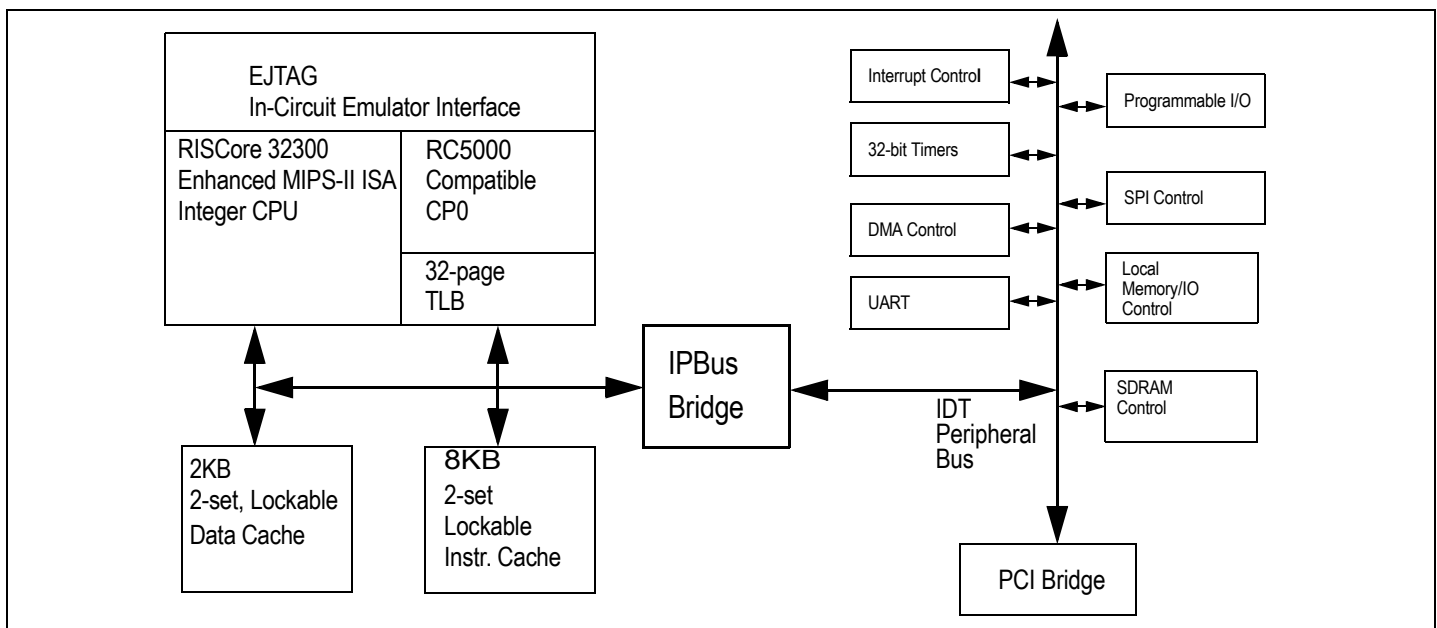 EJTAG
In-Circuit Emulator Interface
RISCore 32300
Enhanced MIPS-II ISA
Integer CPU
RC5000
Compatible
CP0
32-page
TLB
2KB
2-set, Lockable
Data Cache
8KB
2-set
Lockable
Instr. Cache
IPBus
Bridge
IDT
Peripheral
Bus
Interrupt Control
32-bit Timers
DMA Control
UART
Programmable I/O
SPI Control
Local
Memory/IO
Control
SDRAM
Control
PCI Bridge